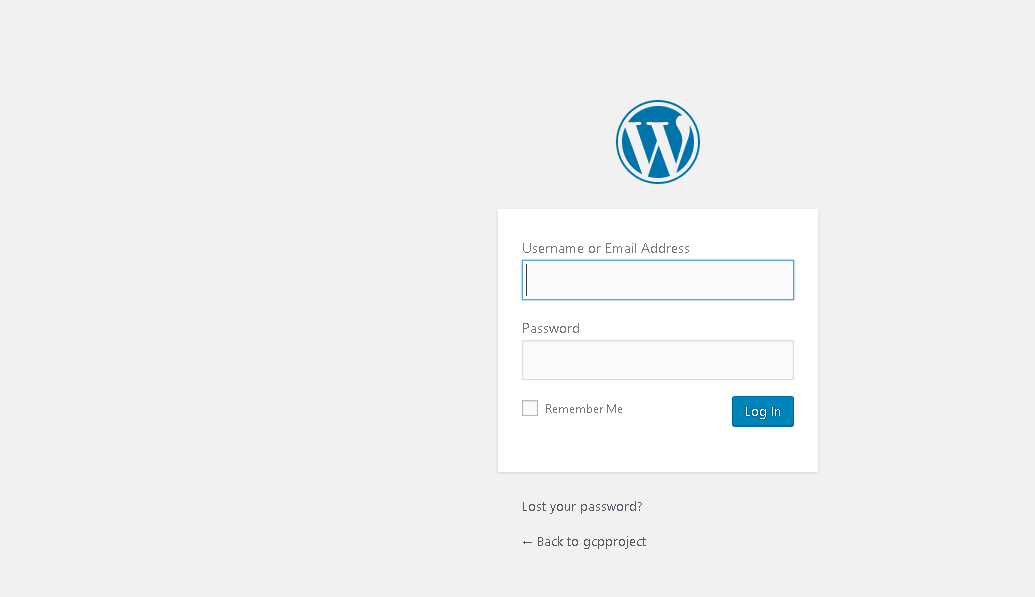 Username or Email Address
Password
Remember Me
Log In
Lost your password?
← Back to gcpproject